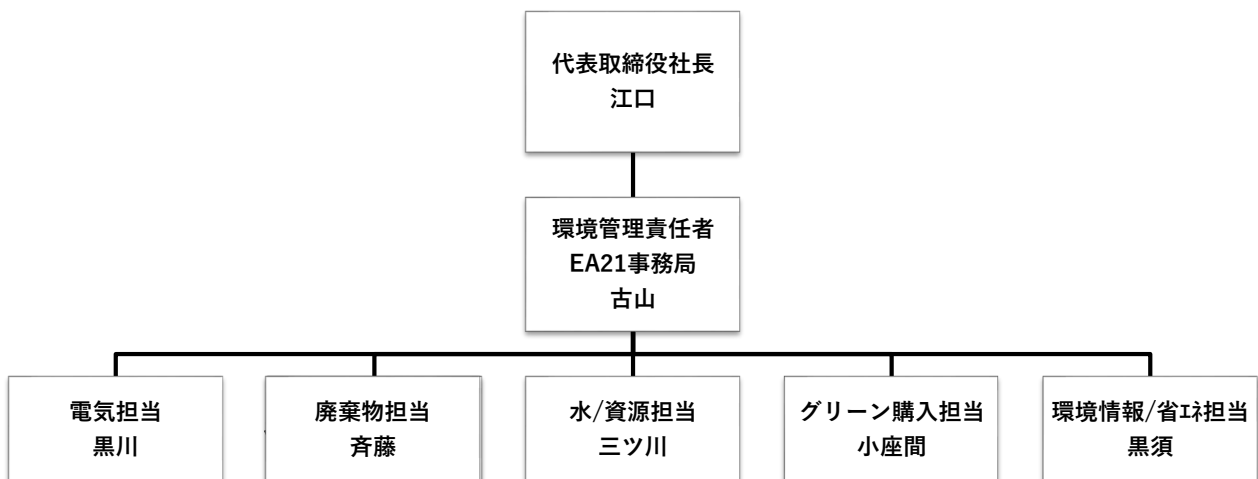 代表取締役社長
江口
環境管理責任者
EA21事務局
古山
電気担当
黒川
廃棄物担当
斉藤
水/資源担当
三ツ川
グリーン購入担当
小座間
環境情報/省ｴﾈ担当
黒須